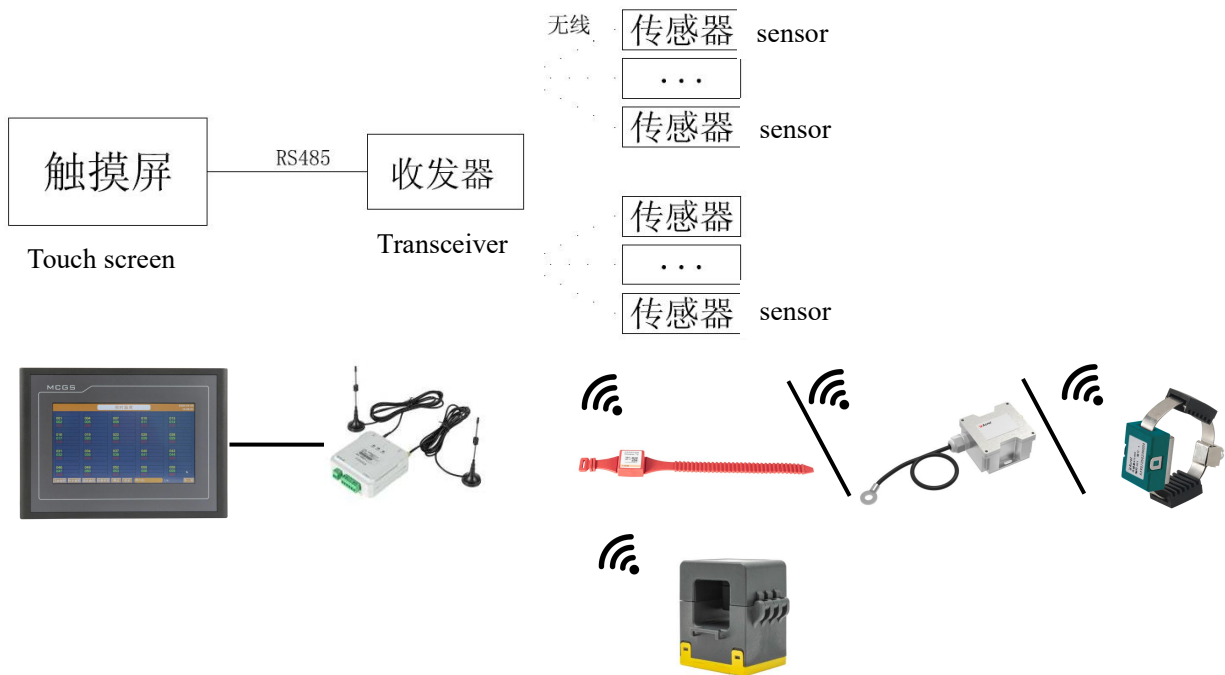 无线
传感器 sensor
···
传感器 sensor
触摸屏
RS485
收发器
Touch screen
Transceiver
传感器
···
传感器 sensor
MCGS